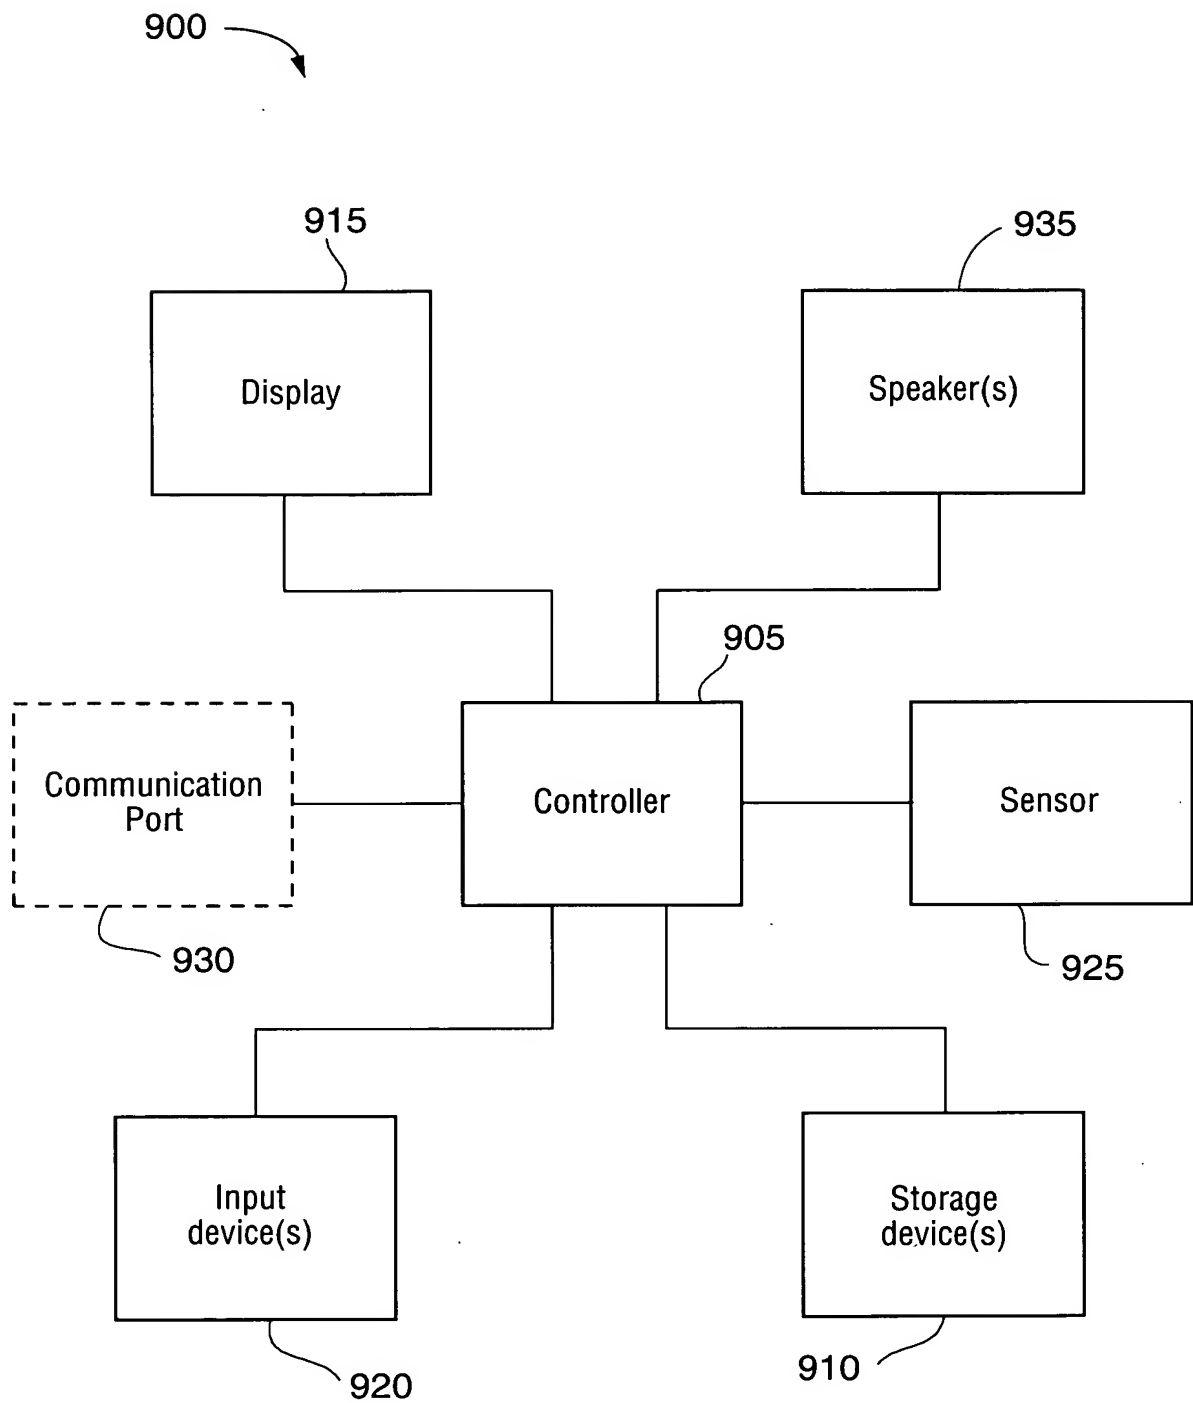 900
915
935
Display
Speaker(s)
905
Communication
Port
Controller
Sensor
930
925
Input
device(s)
Storage
device(s)
920
910